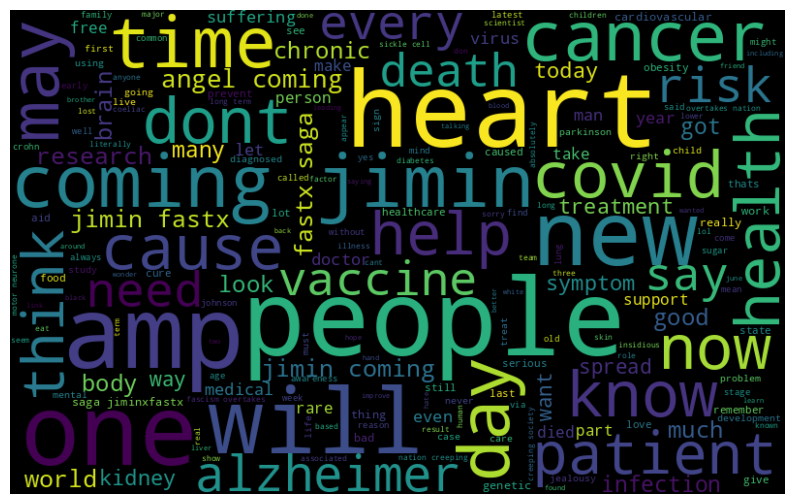 family
major
done
suffering
see
latest
scientist
children
cardiovascular
may
time
free
common
every
virus
sickle cell
dont
cancer
might
including
first
using
chronic
make
death
obesity
friend
brain
angel coming
heart
today
risk
said
overtakes nation
early
anyone
going
person
prevent
sign
man
year
lower
brother
lost
live
long term
dont
got
parkinson
coeliac
literally
blood
talking
absolutely
research
many
let
fastx saga
appear
caused
take
right
child
health
crohn
well
diagnosed
yes
mind
diabetes
covid
thats
coming
called
factor
saying
jimin
long
wanted
aid
lot
healthcare
sorry
find
treatment
really
work
jimin fastx
back
help
team
lol
come
think
around
always
cause
without
illness
cant
lung
new
sugar
june
food
study
cure
doctor
three
mean
motor neurone
wonder
look
vaccine
symptom
say
need
johnson
support
eat
black
better
white
old
insidious
seem
term
amp
people
must
hope
skin
role
good
state
now
body
way
jimin coming
treat
serious
spread
mental
age
hand
awareness
day
stage
problem
saga jiminxfastx
medical
still
last
want
know
remember
learn
fascism overtakes
week
improve
never
human
via
development
known
one
real
rare
thing
even
creeping society
died
part
love
much
will
based
reason
result
care
patient
show
life
bad
case
world
kidney
liver
associated
nation creeping
alzheimer
genetic
found
jealousy
infection
give